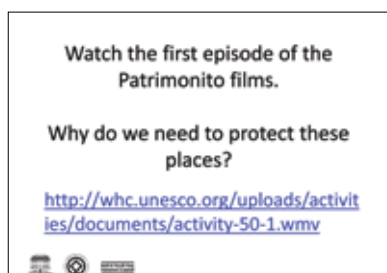 Watch the first episode of the
Patrimonito films.
Why do we need to protect these
places?
http://whc.unesco.org/uploads/activit
ies/documents/activity-50-1.wmv